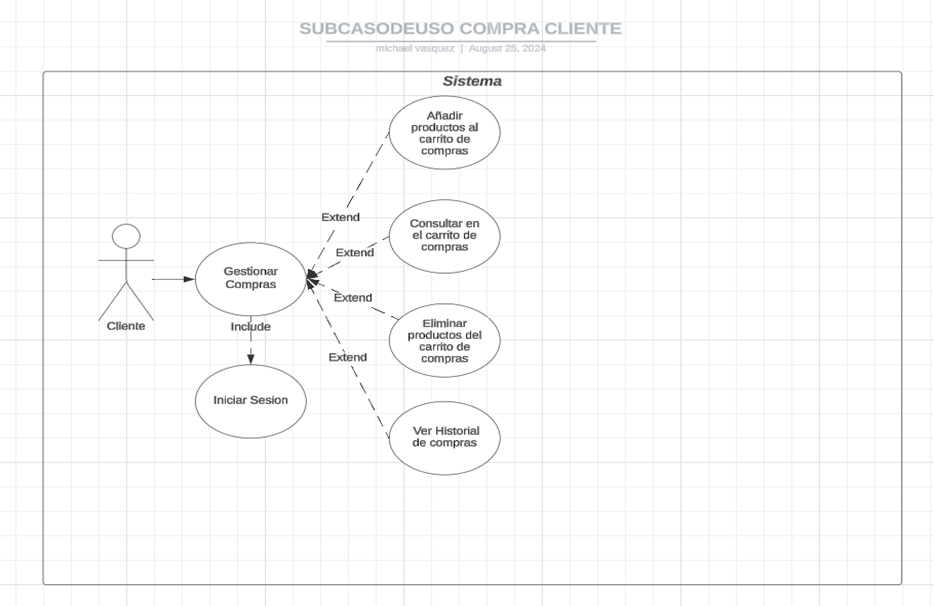 SUBCASODEUSO COMPRA CLIENTE
michael vasquez | August 25, 2024
Sistema
Añadir
productos al
carrito de
compras
Extend
Consultar en
el carrito de
compras
Extend
Gestionar
Compras
Extend
Cliente
Include
Eliminar
productos del
carrito de
compras
Extend
Iniciar Sesion
Ver Historial
de compras